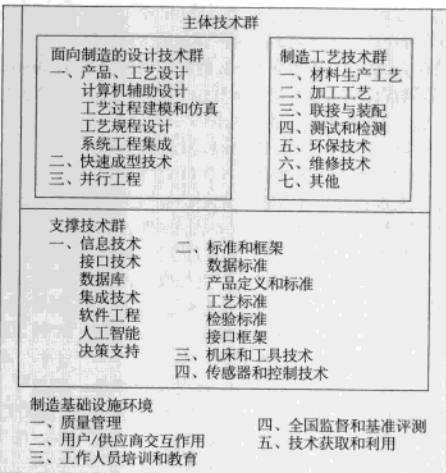 主体技术群
面向制造的设计技术群
一、产品、工艺设计
计算机辅助设计
工艺过程建模和仿真
工艺规程设计
系统工程集成
二、快速成型技术
三、并行工程
制造工艺技术群
一、材料生产工艺
二、加工工艺
三、联接与装配
四、测试和检测
五、环保技术
六、维修技术
七、其他
支撑技术群
一、信息技术
接口技术
数据库
集成技术
软件工程
人工智能
决策支持
二、标准和框架
数据标准
产品定义和标准
工艺标准
检验标准
接口框架
三、机床和工具技术
四、传感器和控制技术
制造基础设施环境
一、质量管理
二、用户/供应商交互作用
三、工作人员培训和教育
四、全国监督和基准评测
五、技术获取和利用